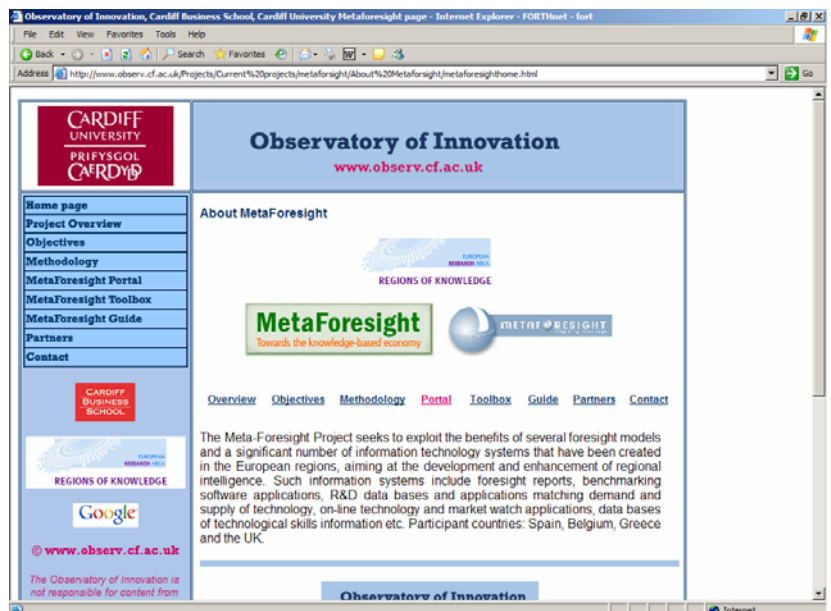 Observatory of Innovation, Cardiff Business School, Cardiff University Metaforesight page - Internet Explorer - FORTHnet - fort
File Edit View Favorites Tools Help
Back Search Favorites
Address http://www.observ.cf.ac.uk/Projects/Current%20projects/metaforsight/About%20Metaforsight/metaforesighthome.html Go
CARDIFF
UNIVERSITY
PRIFYSGOL
CAERDYDD
Observatory of Innovation
www.observ.cf.ac.uk
Home page
Project Overview
Objectives
Methodology
MetaForesight Portal
MetaForesight Toolbox
MetaForesight Guide
Partners
Contact
CARDIFF
BUSINESS
SCHOOL
EUROPEAN
RESEARCH AREA
REGIONS OF KNOWLEDGE
Google
© www.observ.cf.ac.uk
The Observatory of Innovation is
not responsible for content from
About MetaForesight
EUROPEAN
RESEARCH AREA
REGIONS OF KNOWLEDGE
MetaForesight
Towards the knowledge-based economy
METAFORESIGHT
Overview Objectives Methodology Portal Toolbox Guide Partners Contact
The Meta-Foresight Project seeks to exploit the benefits of several foresight models
and a significant number of information technology systems that have been created
in the European regions, aiming at the development and enhancement of regional
intelligence. Such information systems include foresight reports, benchmarking
software applications, R&D data bases and applications matching demand and
supply of technology, on-line technology and market watch applications, data bases
of technological skills information etc. Participant countries: Spain, Belgium, Greece
and the UK.
Observatory of Innovation
Internet